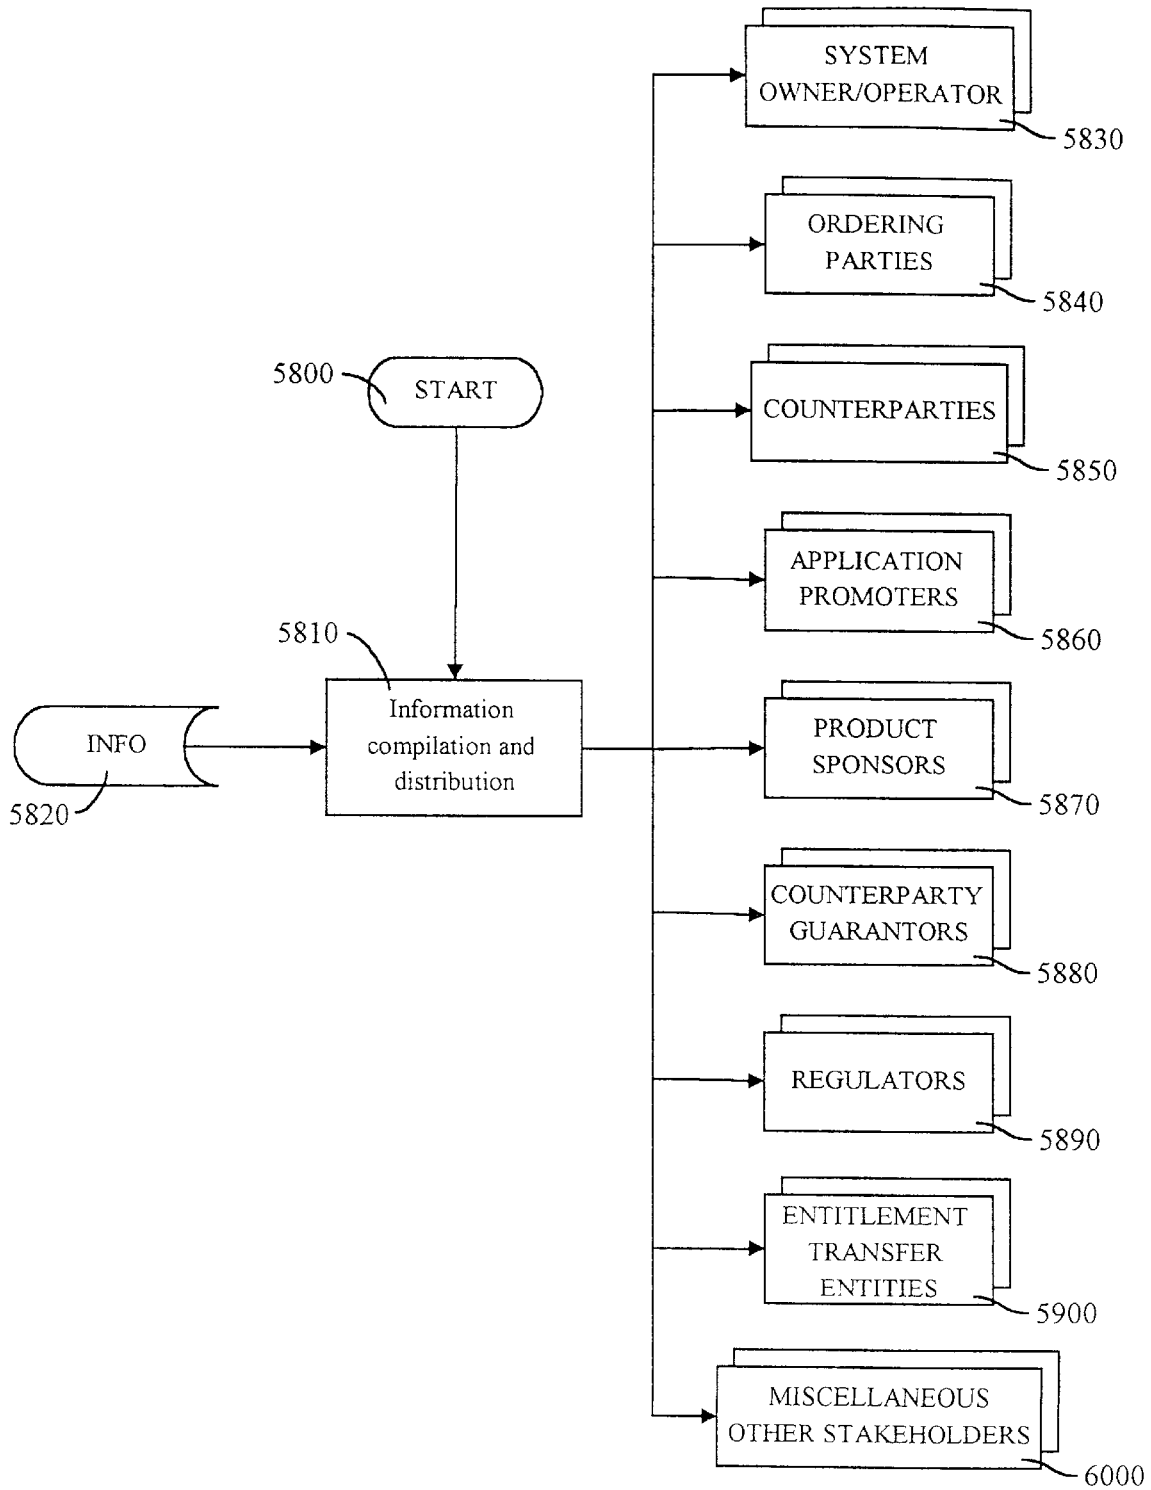 SYSTEM
OWNER/OPERATOR
5830
ORDERING
PARTIES
5840
5800
START
COUNTERPARTIES
5850
APPLICATION
PROMOTERS
5860
5810
Information
compilation and
distribution
INFO
5820
PRODUCT
SPONSORS
5870
COUNTERPARTY
GUARANTORS
5880
REGULATORS
5890
ENTITLEMENT
TRANSFER
ENTITIES
5900
MISCELLANEOUS
OTHER STAKEHOLDERS
6000